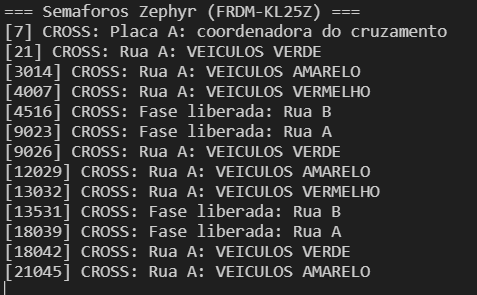 === Semaforos Zephyr (FRDM-KL25Z) ===
[7] CROSS: Placa A: coordenadora do cruzamento
[21] CROSS: Rua A: VEICULOS VERDE
[3014] CROSS: Rua A: VEICULOS AMARELO
[4007] CROSS: Rua A: VEICULOS VERMELHO
[4516] CROSS: Fase liberada: Rua B
[9023] CROSS: Fase liberada: Rua A
[9026] CROSS: Rua A: VEICULOS VERDE
[12029] CROSS: Rua A: VEICULOS AMARELO
[13032] CROSS: Rua A: VEICULOS VERMELHO
[13531] CROSS: Fase liberada: Rua B
[18039] CROSS: Fase liberada: Rua A
[18042] CROSS: Rua A: VEICULOS VERDE
[21045] CROSS: Rua A: VEICULOS AMARELO